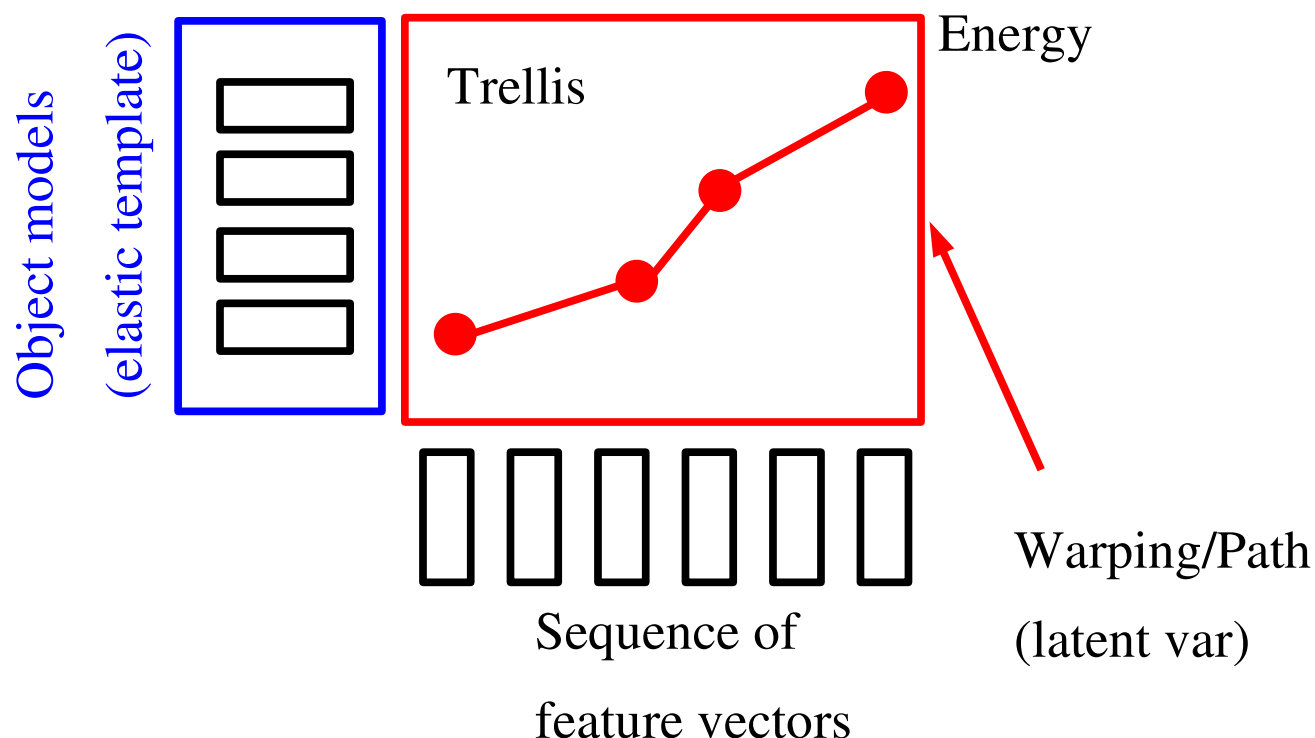 Object models
(elastic template)
Trellis
Energy
Warping/Path
(latent var)
Sequence of
feature vectors